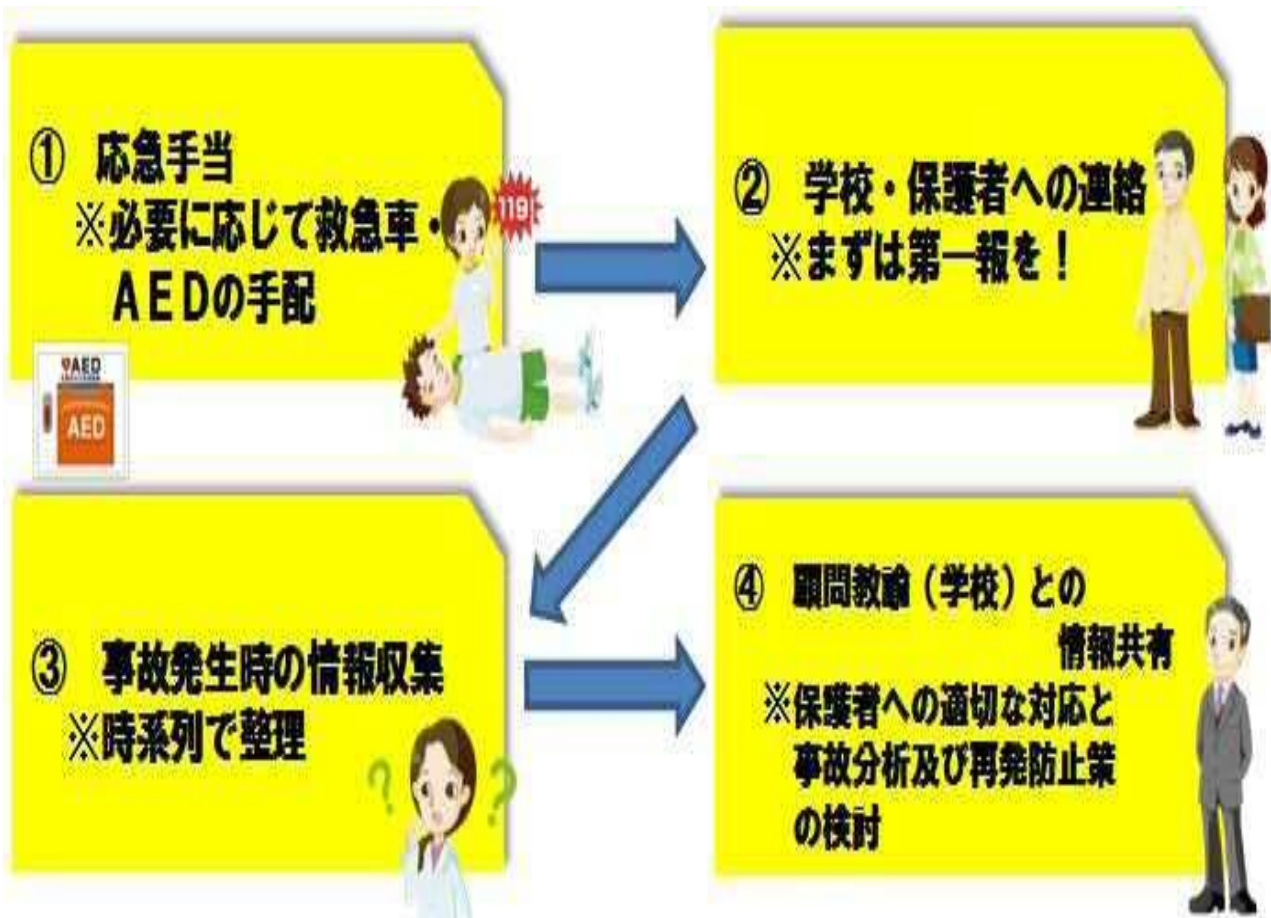 ① 応急手当
※必要に応じて救急車・
AEDの手配
119!
AED
AED
② 学校・保護者への連絡
※まずは第一報を！
③ 事故発生時の情報収集
※時系列で整理
? ?
④ 顧問教諭（学校）との
情報共有
※保護者への適切な対応と
事故分析及び再発防止策
の検討